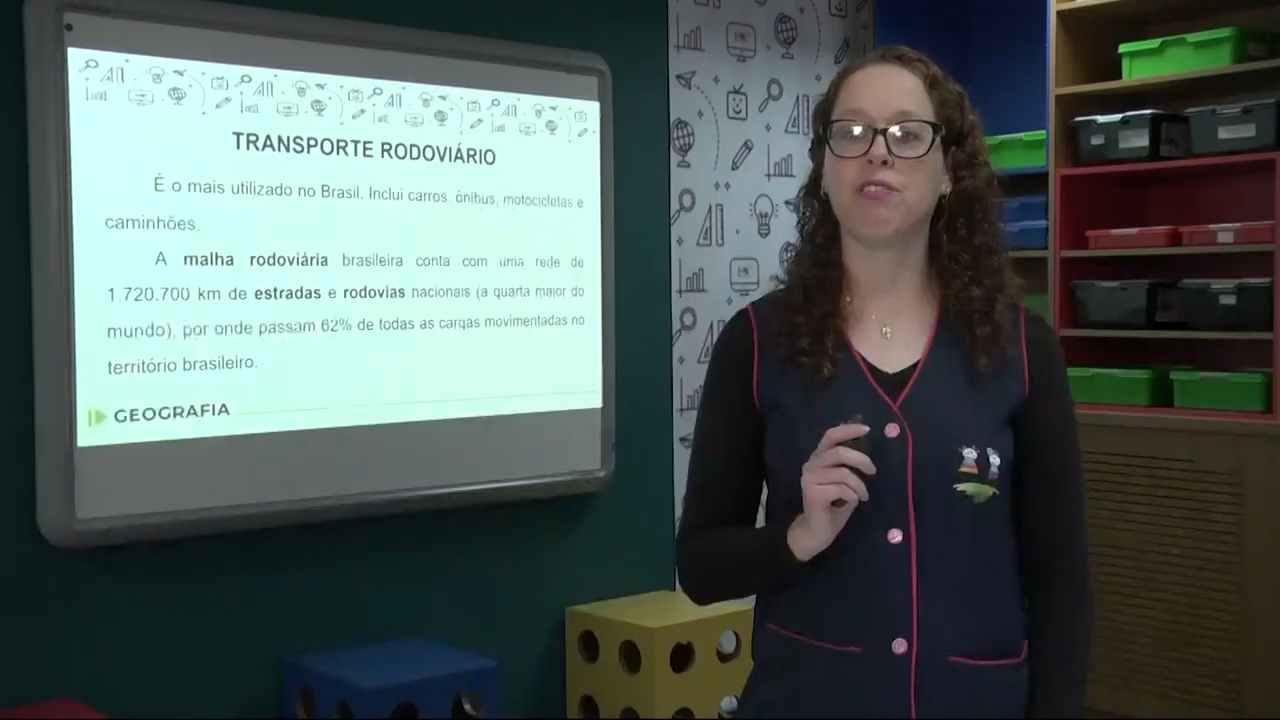 TRANSPORTE RODOVIÁRIO
É o mais utilizado no Brasil. Inclui carros, ônibus, motocicletas e
caminhões.
A malha rodoviária brasileira conta com uma rede de
1.720.700 km de estradas e rodovias nacionais (a quarta maior do
mundo), por onde passam 62% de todas as cargas movimentadas no
território brasileiro.
GEOGRAFIA